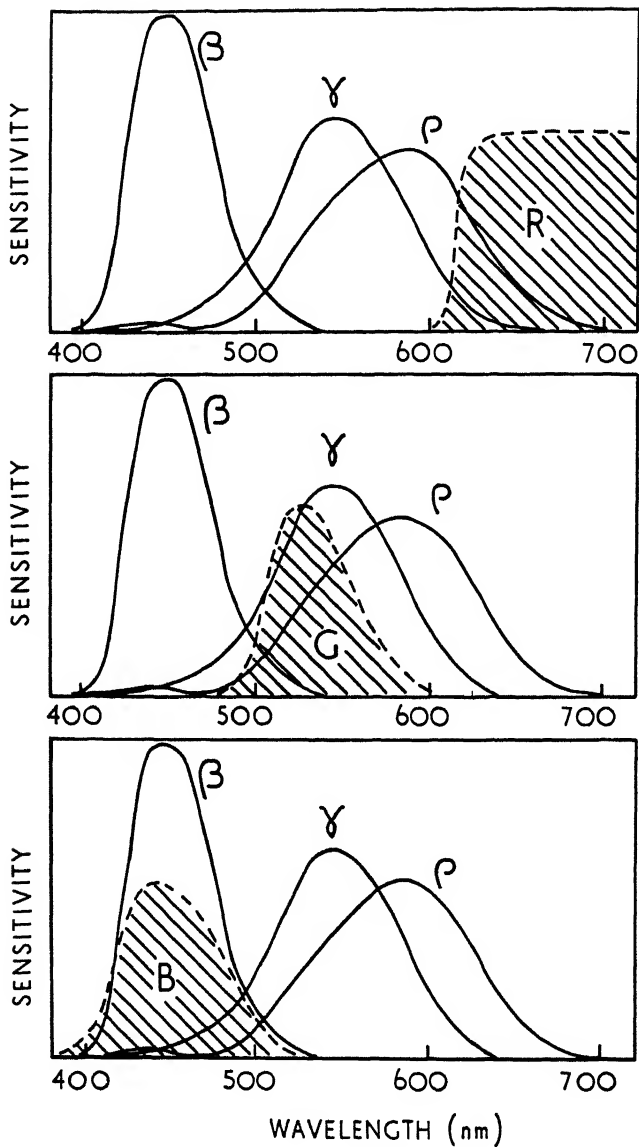 SENSITIVITY
β
γ
ρ
R
400 500 600 700
SENSITIVITY
β
γ
ρ
G
400 500 600 700
SENSITIVITY
β
γ
ρ
B
400 500 600 700
WAVELENGTH (nm)